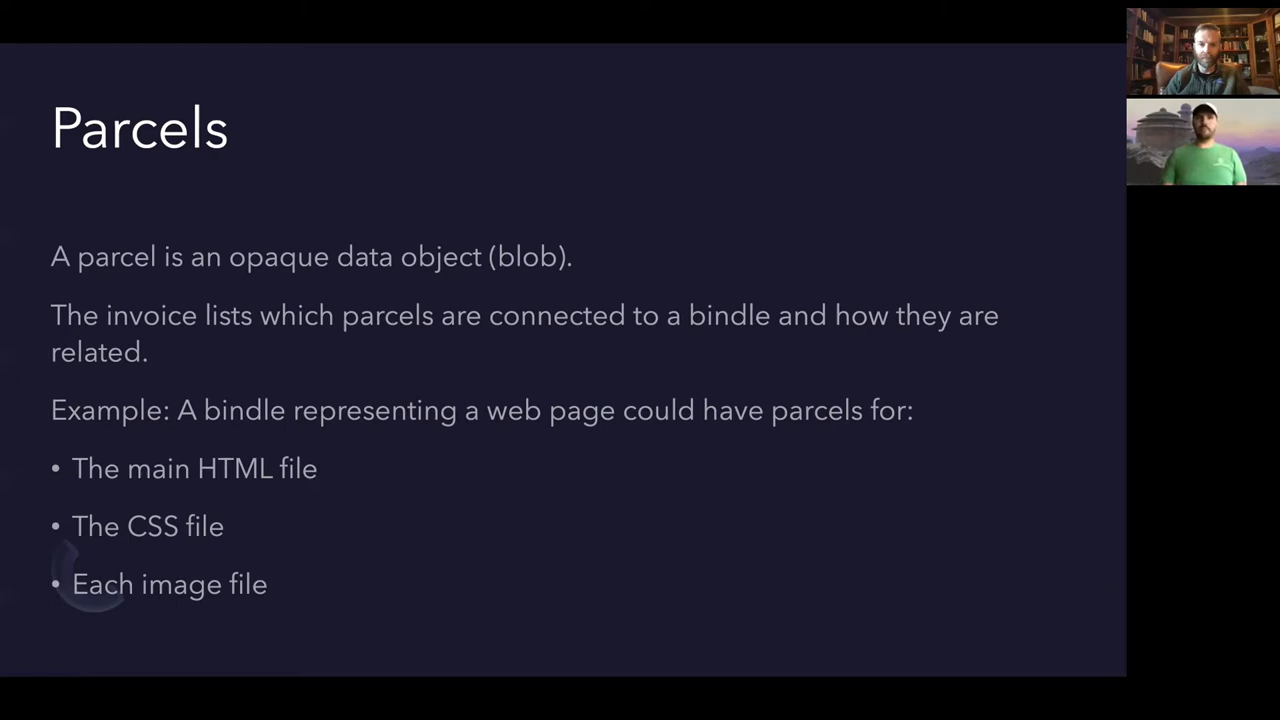 Parcels
A parcel is an opaque data object (blob).
The invoice lists which parcels are connected to a bindle and how they are
related.
Example: A bindle representing a web page could have parcels for:
• The main HTML file
• The CSS file
• Each image file